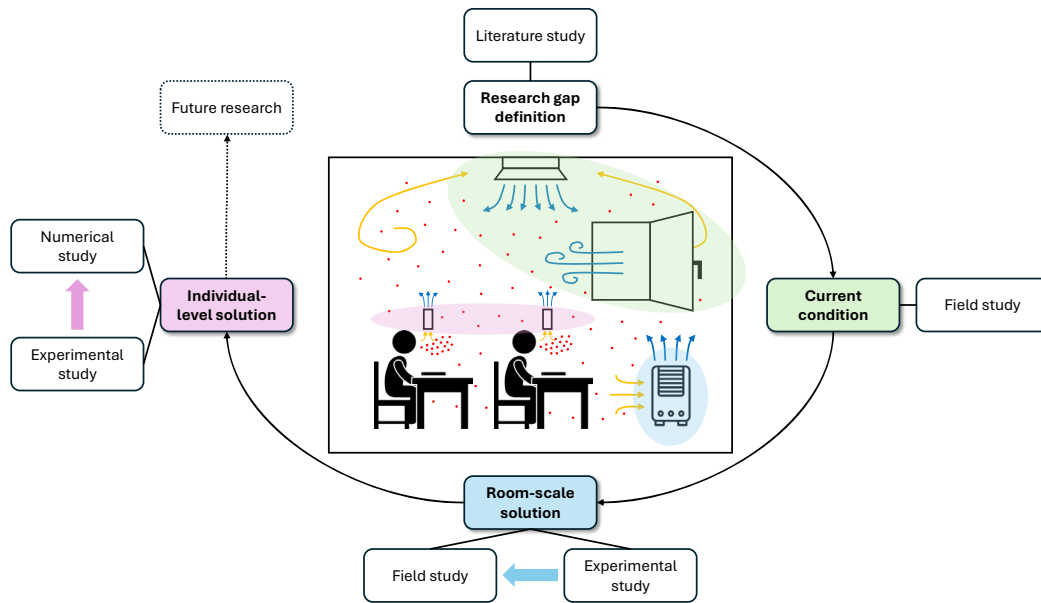 Literature study
Research gap
definition
Future research
Numerical
study
Individual-
level solution
Experimental
study
Current
condition
Field study
Room-scale
solution
Field study
Experimental
study